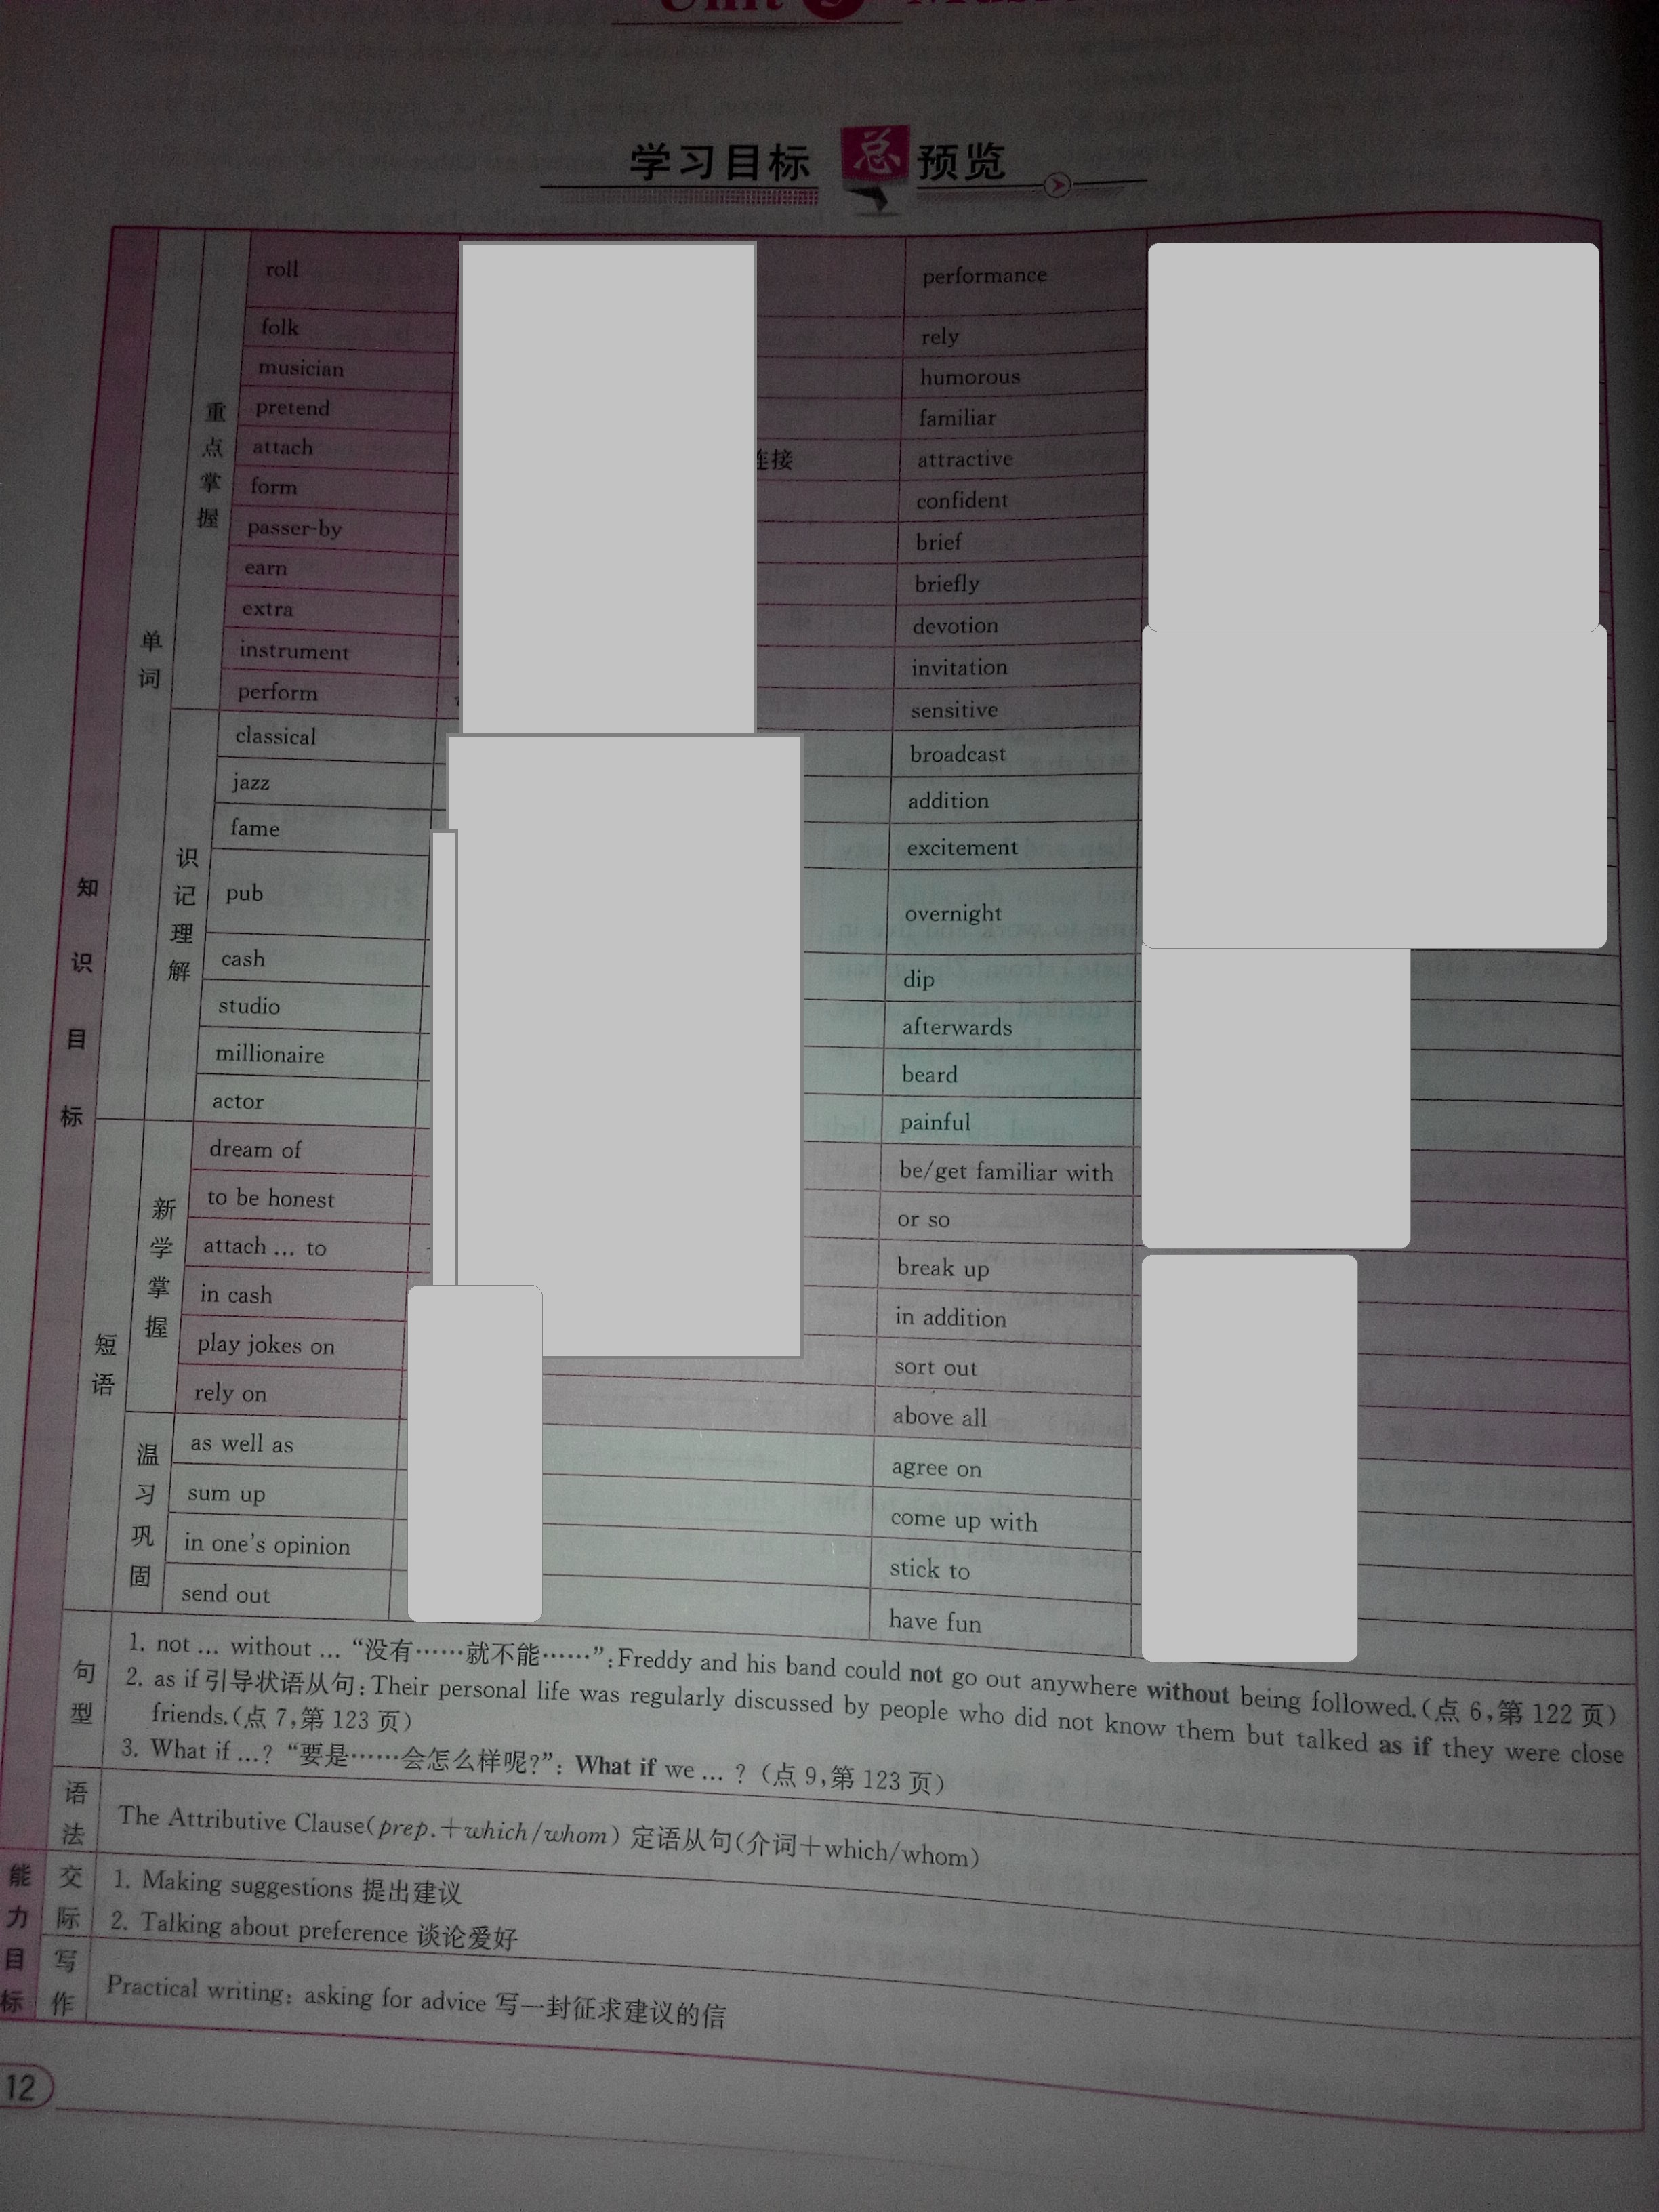 Unit 5
学习目标 总 预览
知识目标
单词
重点掌握
roll performance
folk rely
musician humorous
pretend familiar
attach 连接 attractive
form confident
passer-by brief
earn briefly
extra devotion
instrument invitation
perform sensitive
识记理解
classical broadcast
jazz addition
fame excitement
pub overnight
cash dip
studio afterwards
millionaire beard
actor painful
短语
新学掌握
dream of be/get familiar with
to be honest or so
attach … to break up
in cash in addition
play jokes on sort out
rely on above all
温习巩固
as well as agree on
sum up come up with
in one's opinion stick to
send out have fun
句型
1. not … without … “没有……就不能……”:Freddy and his band could not go out anywhere without being followed.(点 6,第 122 页)
2. as if 引导状语从句:Their personal life was regularly discussed by people who did not know them but talked as if they were close
friends.(点 7,第 123 页)
3. What if …? “要是……会怎么样呢?”: What if we … ? (点 9,第 123 页)
语法
The Attributive Clause(prep.+which/whom) 定语从句(介词+which/whom)
能力目标
交际
1. Making suggestions 提出建议
2. Talking about preference 谈论爱好
写作
Practical writing: asking for advice 写一封征求建议的信
12